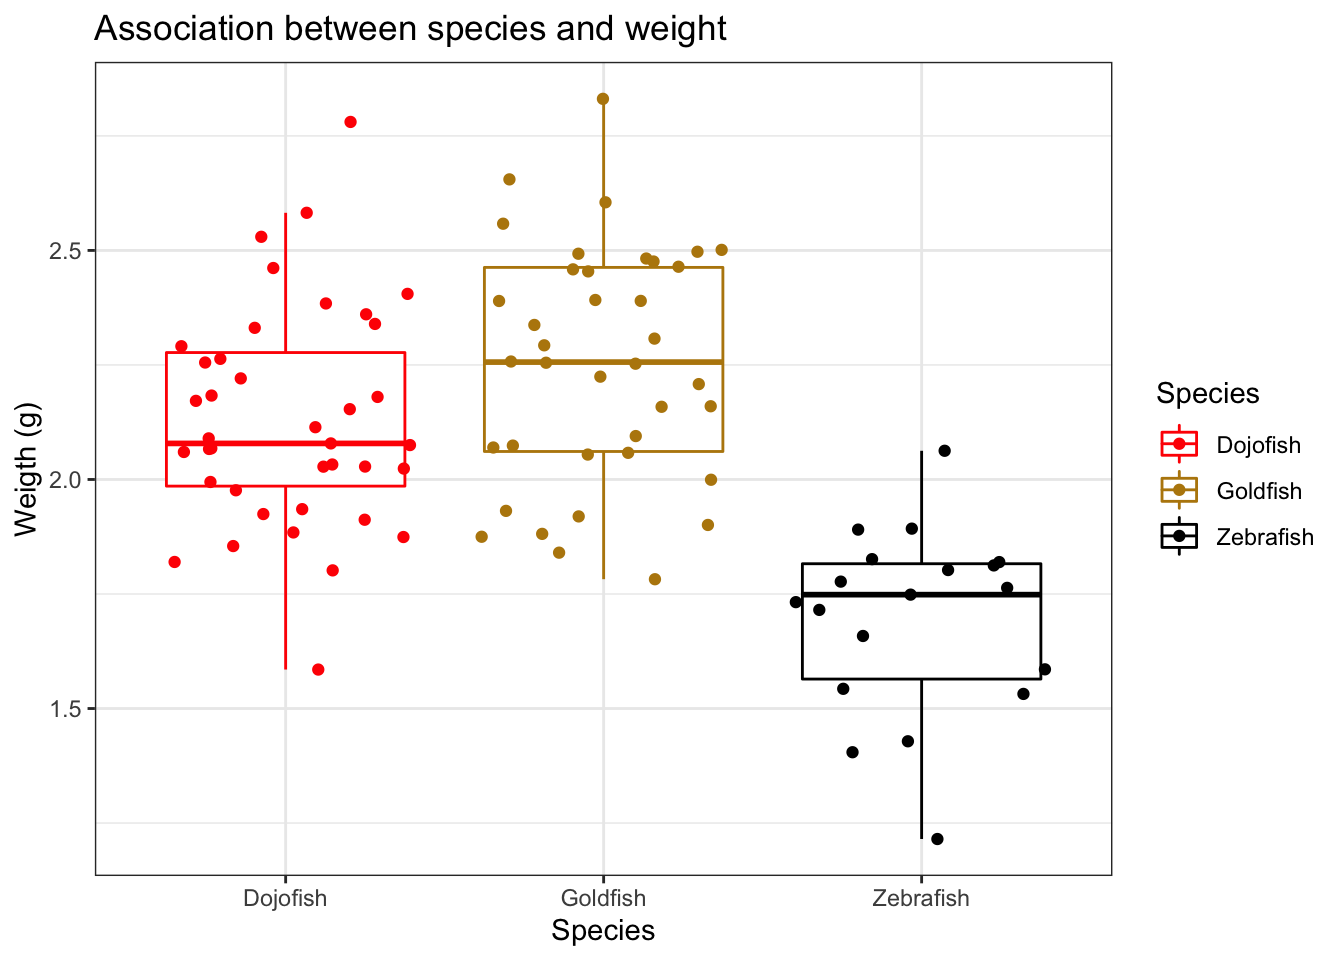 Association between species and weight
Weigth (g)
2.5
2.0
1.5
Dojofish
Goldfish
Zebrafish
Species
Species
Dojofish
Goldfish
Zebrafish